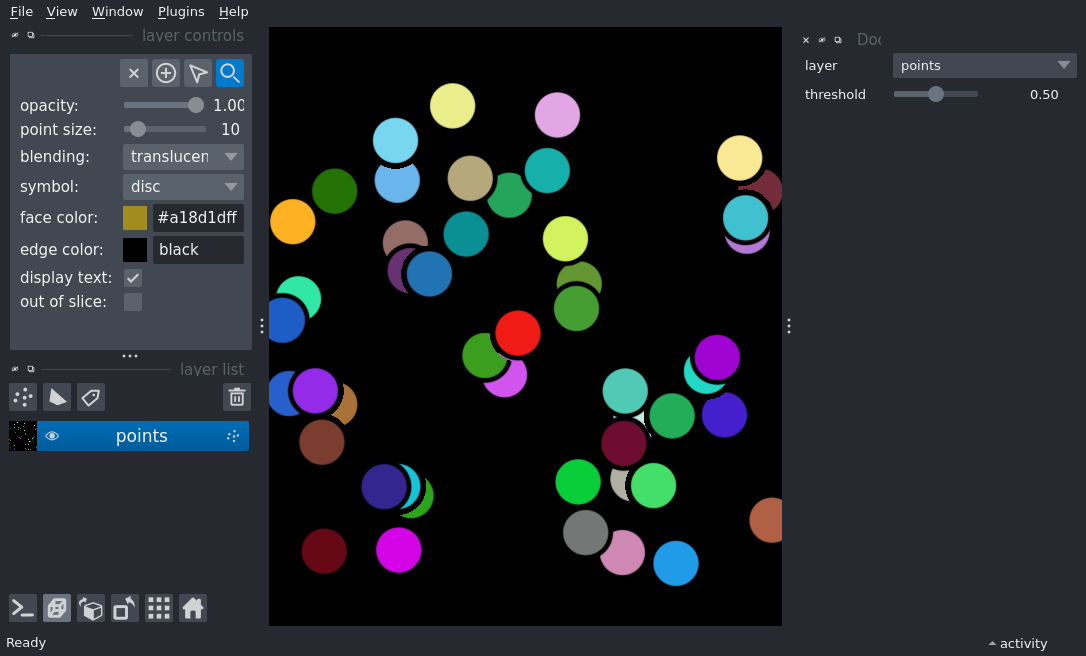 File View Window Plugins Help
layer controls
opacity: 1.00
point size: 10
blending: translucen
symbol: disc
face color: #a18d1dff
edge color: black
display text:
out of slice:
layer list
points
Ready
Doc
layer points
threshold 0.50
activity